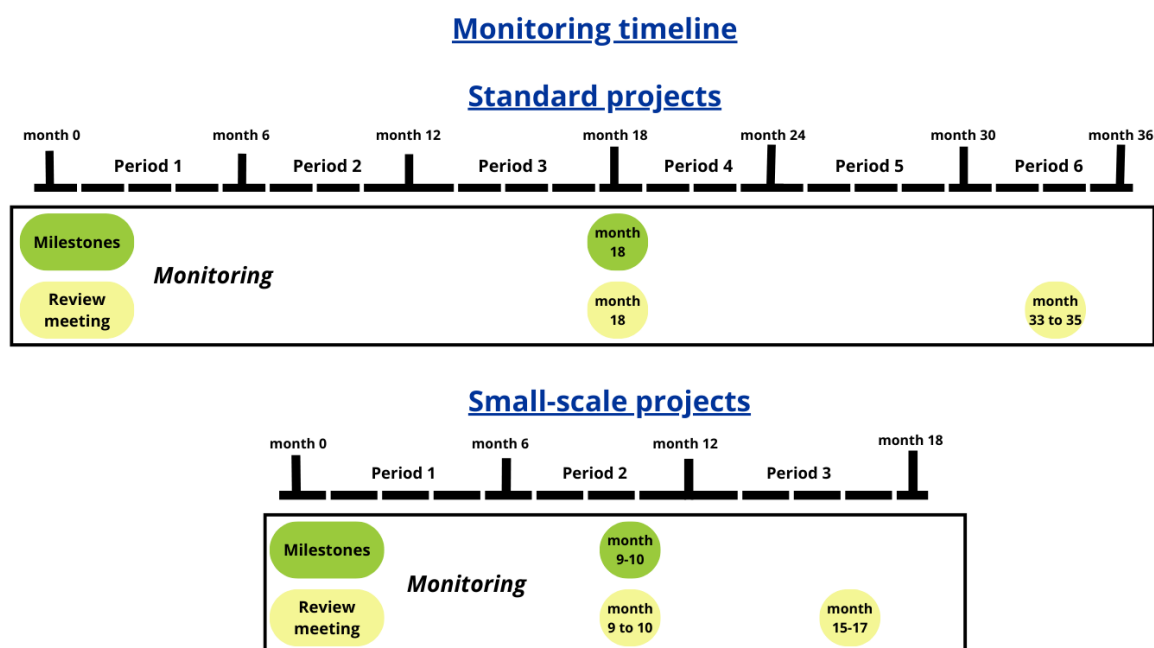 Monitoring timeline
Standard projects
month 0 month 6 month 12 month 18 month 24 month 30 month 36
Period 1 Period 2 Period 3 Period 4 Period 5 Period 6
Milestones
month
18
Monitoring
Review
meeting
month
18
month
33 to 35
Small-scale projects
month 0 month 6 month 12 month 18
Period 1 Period 2 Period 3
Milestones
month
9-10
Monitoring
Review
meeting
month
9 to 10
month
15-17